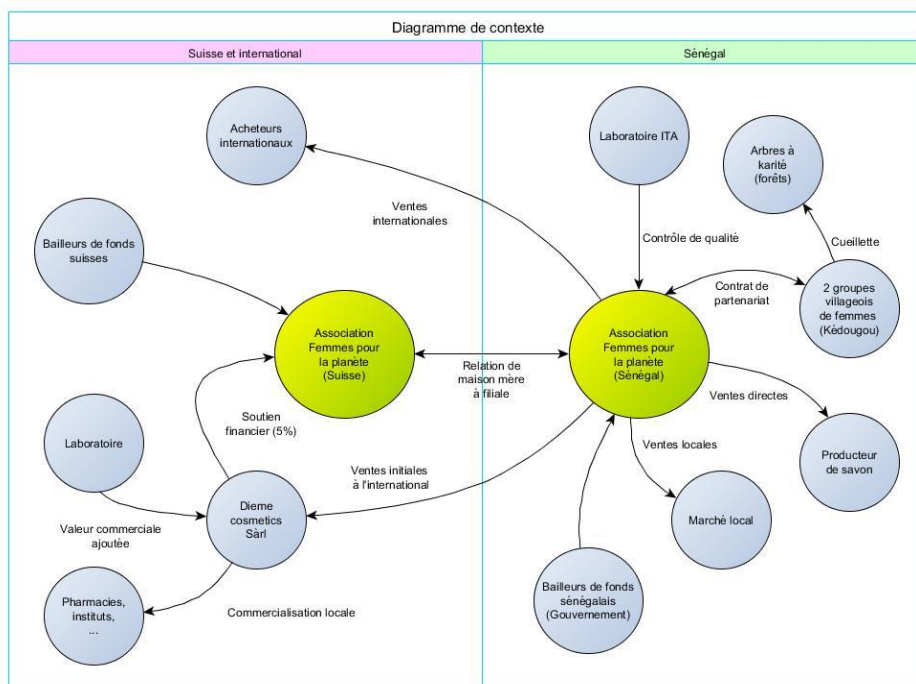 Diagramme de contexte
Suisse et international
Sénégal
Acheteurs
internationaux
Laboratoire ITA
Arbres à
karité
(forêts)
Ventes
internationales
Bailleurs de fonds
suisses
Contrôle de qualité
Cueillette
Contrat de
partenariat
2 groupes
villageois
de femmes
(Kédougou)
Association
Femmes pour
la planète
(Suisse)
Association
Femmes pour
la planète
(Sénégal)
Relation de
maison mère
à filiale
Ventes directes
Soutien
financier (5%)
Laboratoire
Ventes locales
Producteur
de savon
Ventes initiales
à l'international
Dieme
cosmetics
Sàrl
Marché local
Valeur commerciale
ajoutée
Bailleurs de fonds
sénégalais
(Gouvernement)
Pharmacies,
instituts,
...
Commercialisation locale